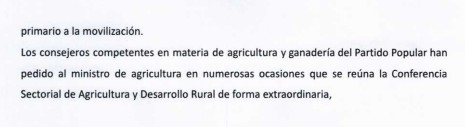 primario a la movilización.
Los consejeros competentes en materia de agricultura y ganadería del Partido Popular han
pedido al ministro de agricultura en numerosas ocasiones que se reúna la Conferencia
Sectorial de Agricultura y Desarrollo Rural de forma extraordinaria,